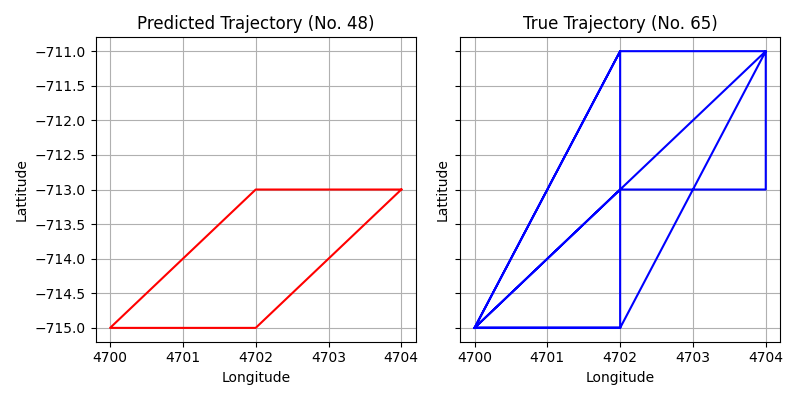 Predicted Trajectory (No. 48)
True Trajectory (No. 65)
Lattitude
−711.0
−711.5
−712.0
−712.5
−713.0
−713.5
−714.0
−714.5
−715.0
4700 4701 4702 4703 4704
Longitude
Lattitude
4700 4701 4702 4703 4704
Longitude